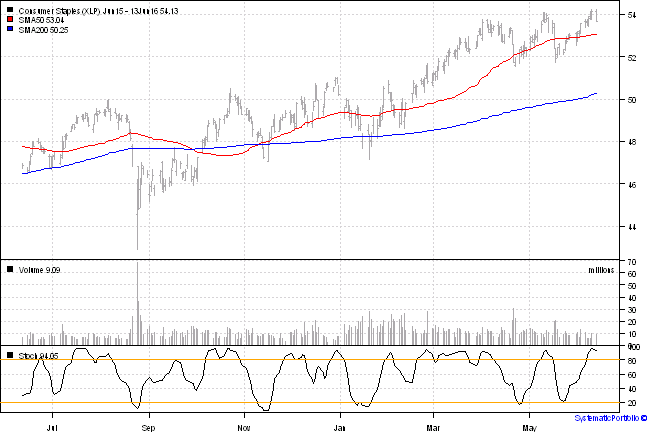 Consumer Staples (XLP) Jun15 - 13Jun16 54.13
SMA50 53.04
SMA200 50.25
54
52
50
48
46
44
Volume 9.09
millions
70
60
50
40
30
20
10
0
Stoch 94.05
100
80
60
40
20
Jul
Sep
Nov
Jan
Mar
May
SystematicPortfolio ©